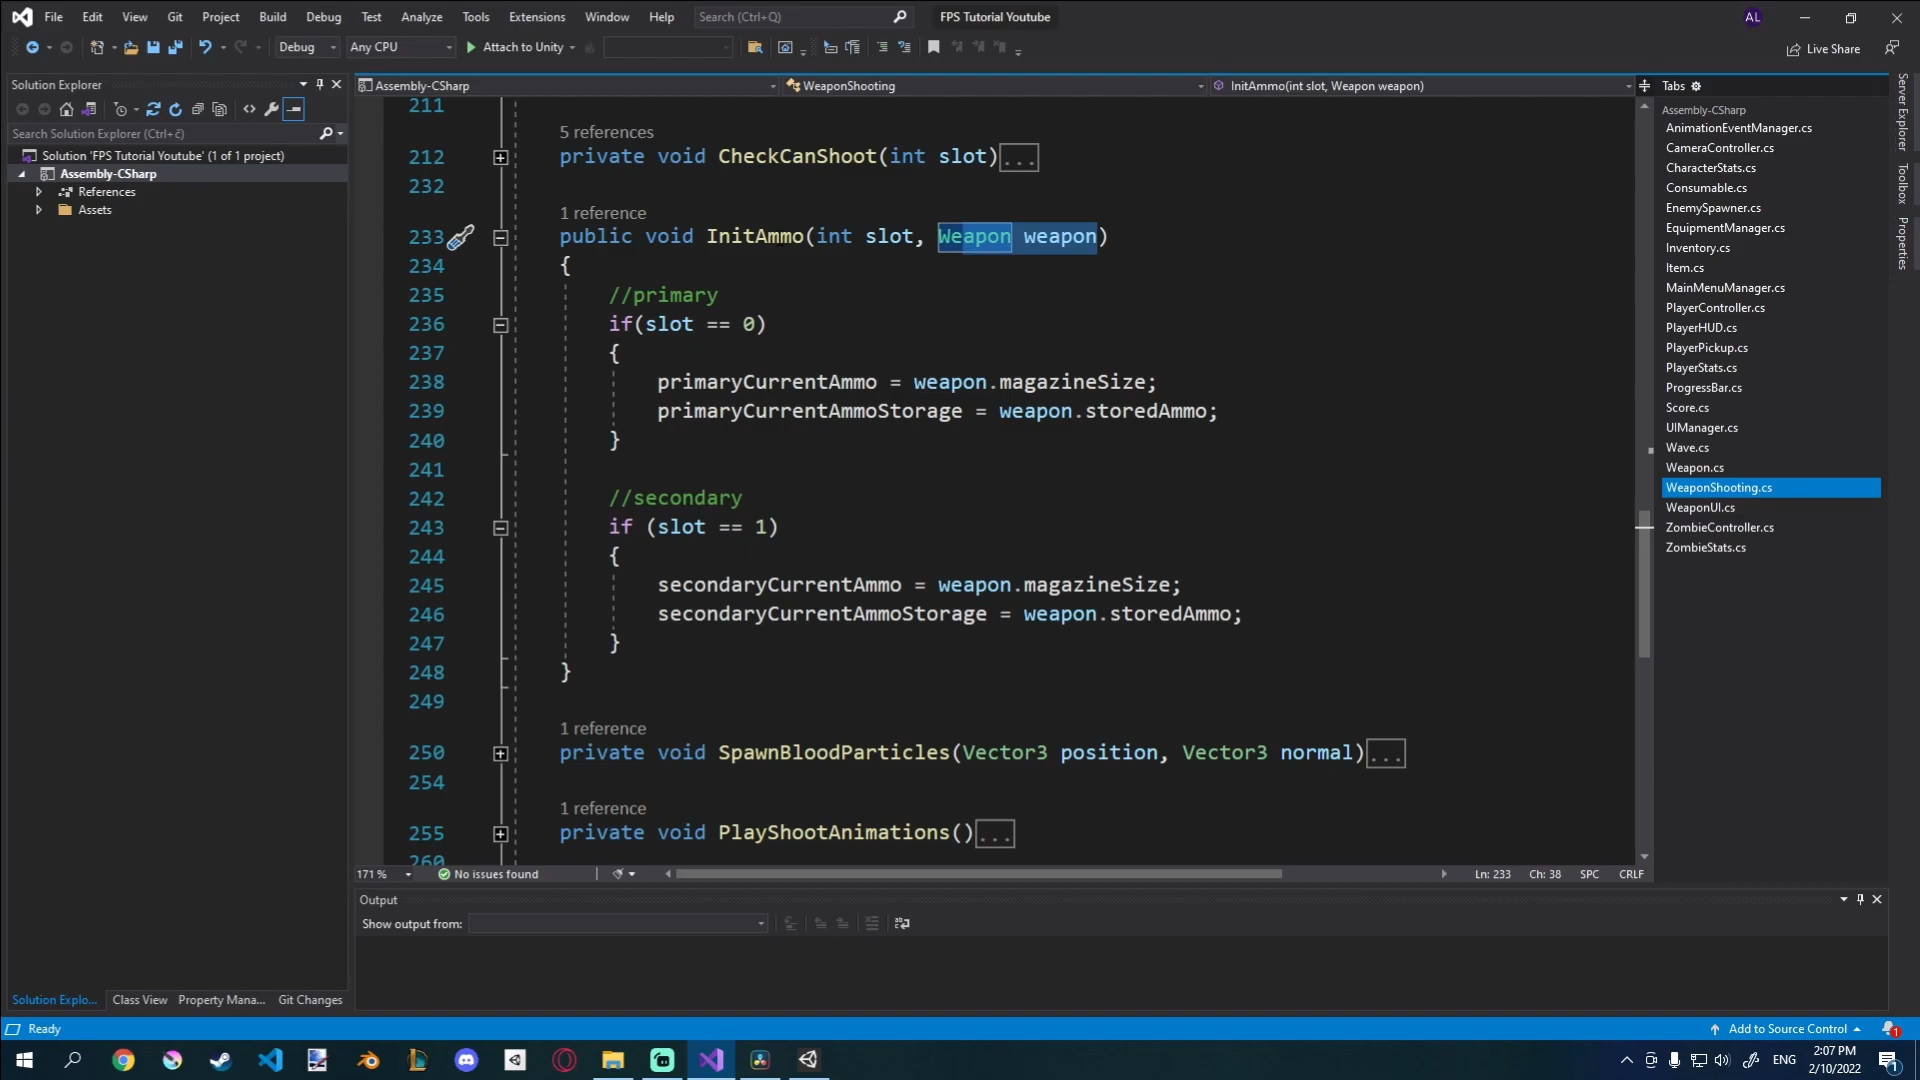 File Edit View Git Project Build Debug Test Analyze Tools Extensions Window Help Search (Ctrl+Q) FPS Tutorial Youtube AL
Debug Any CPU Attach to Unity Live Share
Solution Explorer
Search Solution Explorer (Ctrl+č)
Solution 'FPS Tutorial Youtube' (1 of 1 project)
Assembly-CSharp
References
Assets
Assembly-CSharp WeaponShooting InitAmmo(int slot, Weapon weapon)
211
5 references
212 private void CheckCanShoot(int slot)...
232
1 reference
233 public void InitAmmo(int slot, Weapon weapon)
234 {
235 //primary
236 if(slot == 0)
237 {
238 primaryCurrentAmmo = weapon.magazineSize;
239 primaryCurrentAmmoStorage = weapon.storedAmmo;
240 }
241
242 //secondary
243 if (slot == 1)
244 {
245 secondaryCurrentAmmo = weapon.magazineSize;
246 secondaryCurrentAmmoStorage = weapon.storedAmmo;
247 }
248 }
249
1 reference
250 private void SpawnBloodParticles(Vector3 position, Vector3 normal)...
254
1 reference
255 private void PlayShootAnimations()...
260
171 % No issues found Ln: 233 Ch: 38 SPC CRLF
Output
Show output from:
Tabs
Assembly-CSharp
AnimationEventManager.cs
CameraController.cs
CharacterStats.cs
Consumable.cs
EnemySpawner.cs
EquipmentManager.cs
Inventory.cs
Item.cs
MainMenuManager.cs
PlayerController.cs
PlayerHUD.cs
PlayerPickup.cs
PlayerStats.cs
ProgressBar.cs
Score.cs
UIManager.cs
Wave.cs
Weapon.cs
WeaponShooting.cs
WeaponUI.cs
ZombieController.cs
ZombieStats.cs
Server Explorer
Toolbox
Properties
Solution Explo... Class View Property Mana... Git Changes
Ready Add to Source Control 1
ENG 2:07 PM
2/10/2022 1